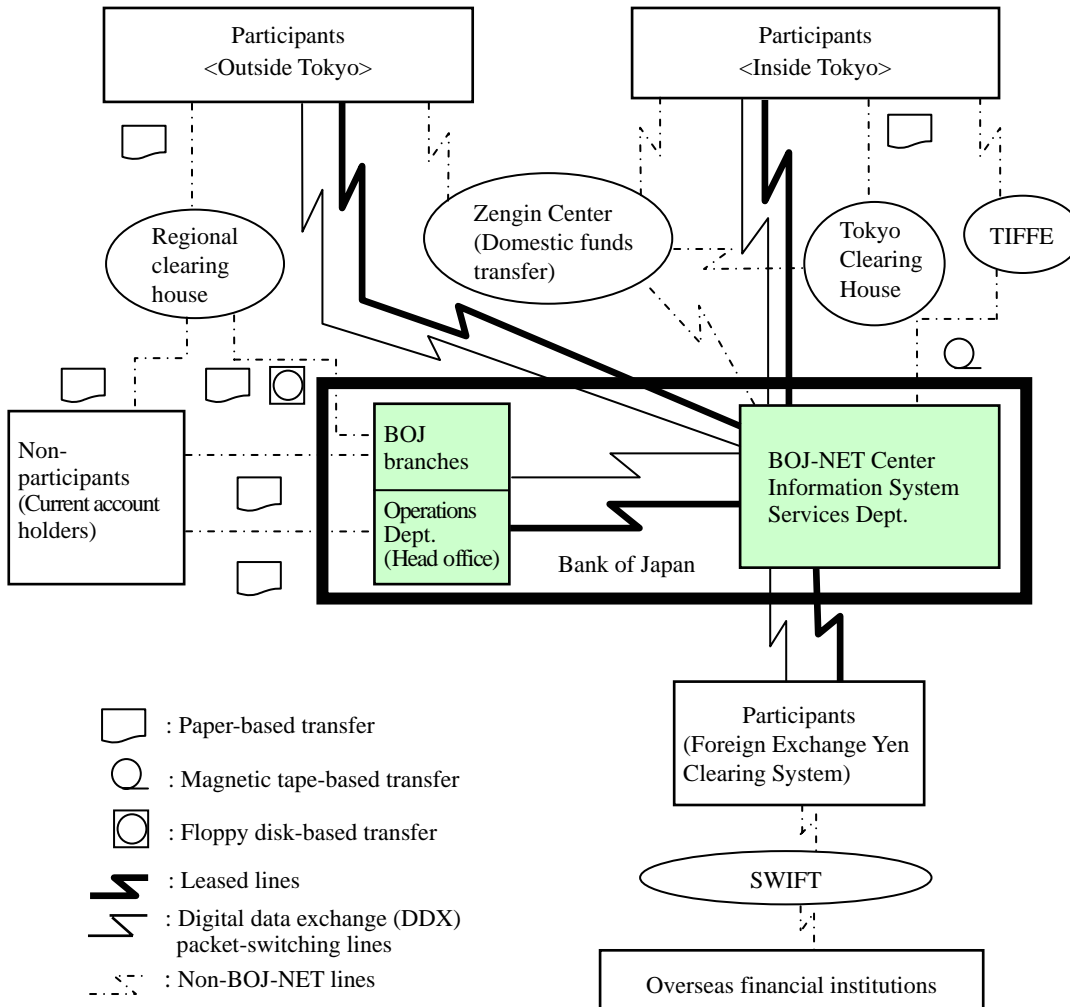 Participants
<Outside Tokyo>
Participants
<Inside Tokyo>
Regional
clearing
house
Zengin Center
(Domestic funds
transfer)
Tokyo
Clearing
House
TIFFE
Non-
participants
(Current account
holders)
BOJ
branches
Operations
Dept.
(Head office)
BOJ-NET Center
Information System
Services Dept.
Bank of Japan
Participants
(Foreign Exchange Yen
Clearing System)
SWIFT
Overseas financial institutions
: Paper-based transfer
: Magnetic tape-based transfer
: Floppy disk-based transfer
: Leased lines
: Digital data exchange (DDX)
packet-switching lines
: Non-BOJ-NET lines